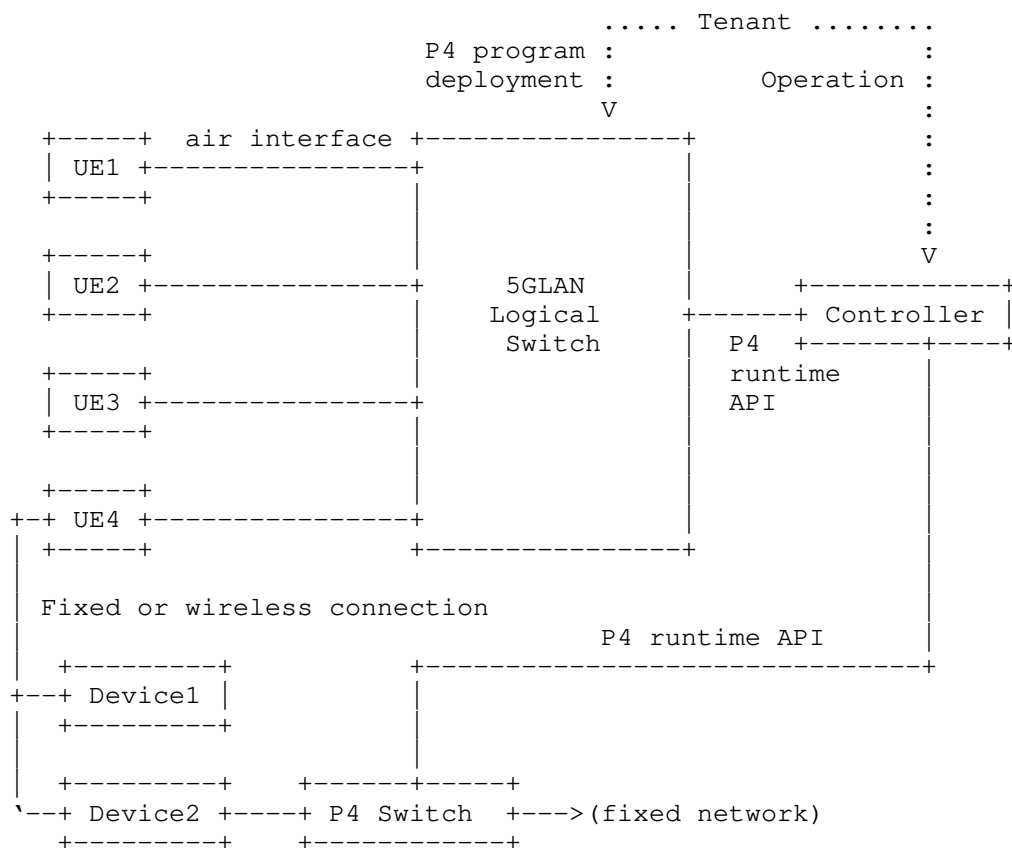 ..... Tenant ........
P4 program :
deployment : Operation :
V
air interface
UE1
V
UE2 5GLAN
Logical Controller
Switch P4
runtime
UE3 API
UE4
Fixed or wireless connection
P4 runtime API
Device1
Device2 P4 Switch --->(fixed network)